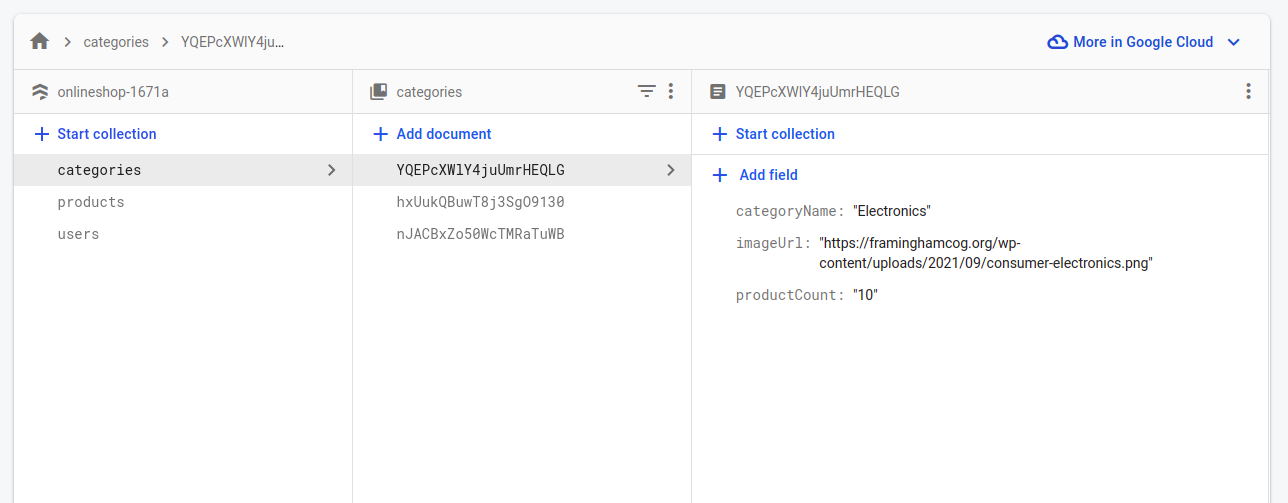 categories
YQEPcXWlY4ju…
More in Google Cloud
onlineshop-1671a
categories
YQEPcXWlY4juUmrHEQLG
Start collection
Add document
Start collection
categories
products
users
YQEPcXWlY4juUmrHEQLG
hxUukQBuwT8j3SgO9130
nJACBxZo50WcTMRaTuWB
Add field
categoryName: "Electronics"
imageUrl: "https://framinghamcog.org/wp-
content/uploads/2021/09/consumer-electronics.png"
productCount: "10"